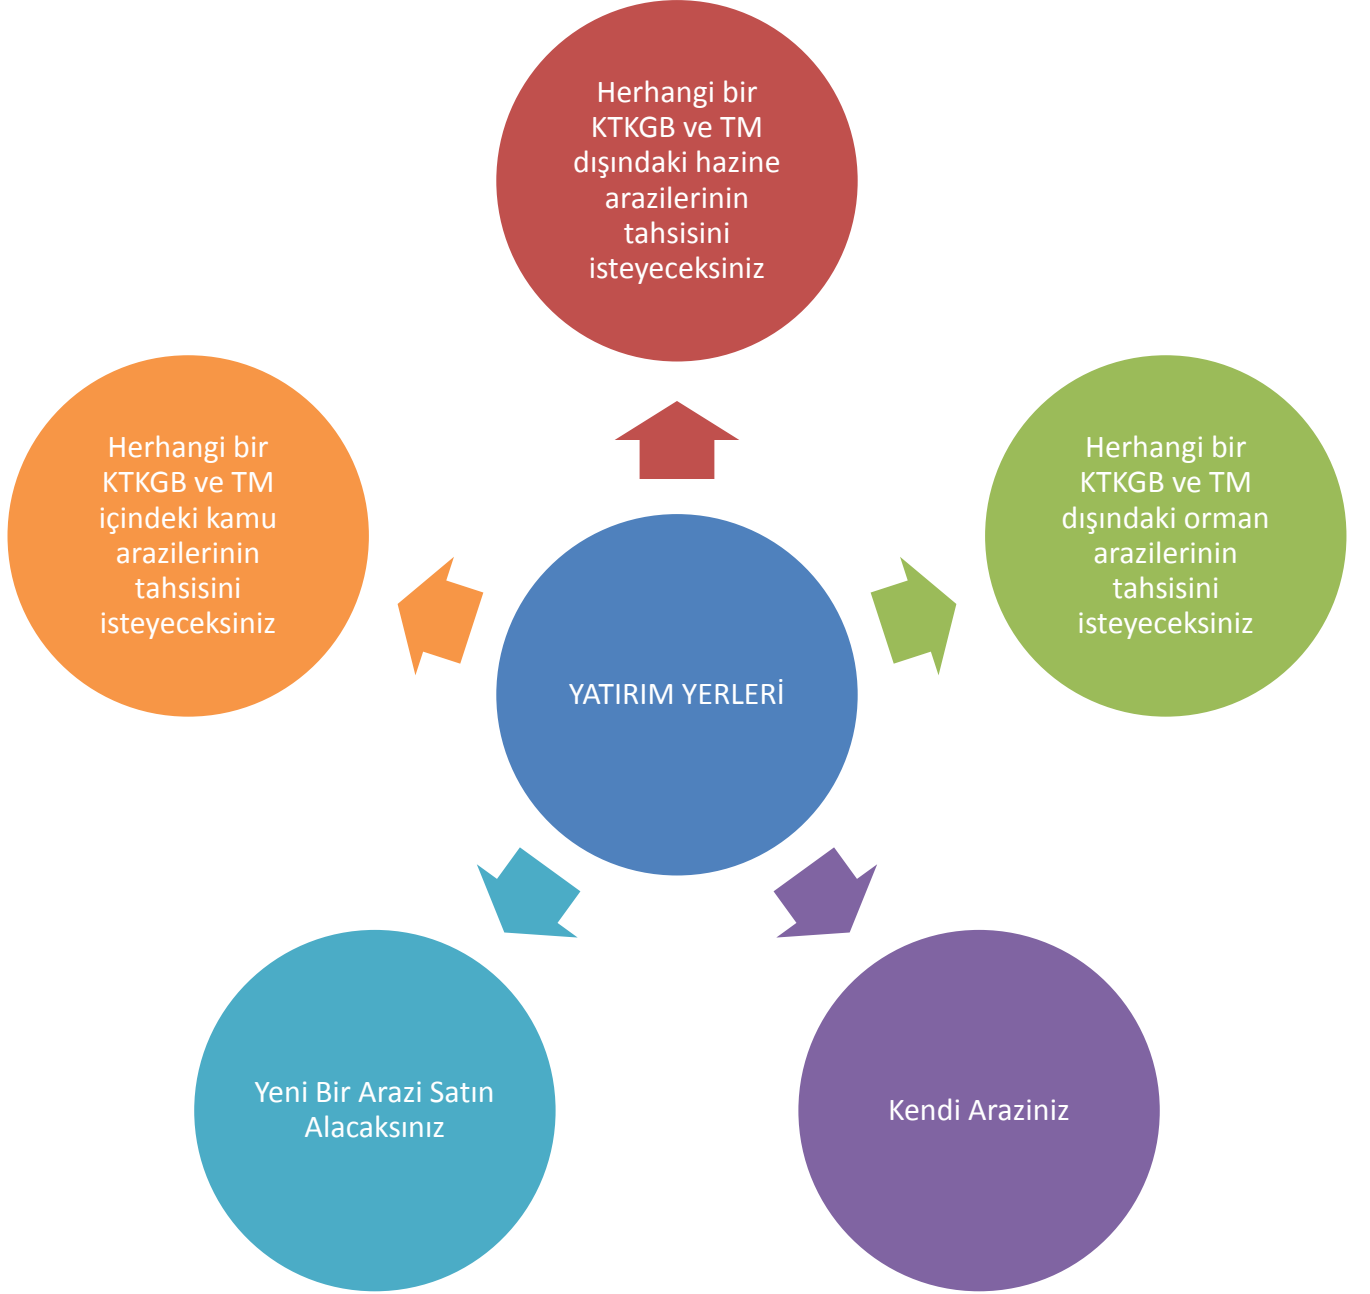 Herhangi bir
KTKGB ve TM
dışındaki hazine
arazilerinin
tahsisini
isteyeceksiniz
Herhangi bir
KTKGB ve TM
içindeki kamu
arazilerinin
tahsisini
isteyeceksiniz
Herhangi bir
KTKGB ve TM
dışındaki orman
arazilerinin
tahsisini
isteyeceksiniz
YATIRIM YERLERİ
Yeni Bir Arazi Satın
Alacaksınız
Kendi Araziniz